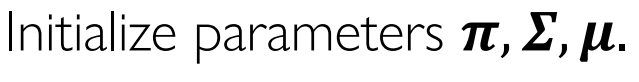 Initialize parameters π, Σ, μ.